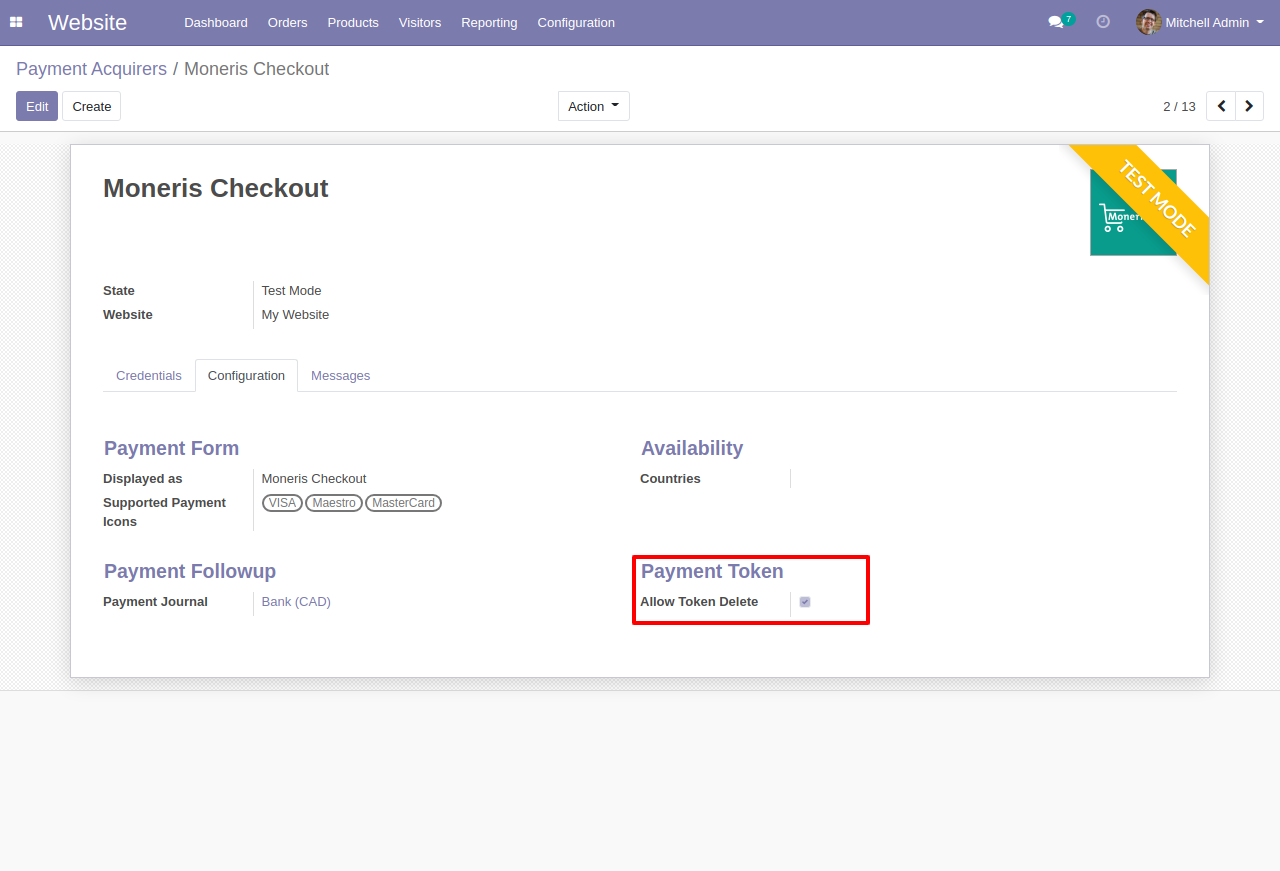 Website Dashboard Orders Products Visitors Reporting Configuration 7 Mitchell Admin
Payment Acquirers / Moneris Checkout
Edit Create Action 2 / 13
Moneris Checkout
TEST MODE
State Test Mode
Website My Website
Credentials Configuration Messages
Payment Form
Displayed as Moneris Checkout
Supported Payment VISA Maestro MasterCard
Icons
Availability
Countries
Payment Followup
Payment Journal Bank (CAD)
Payment Token
Allow Token Delete